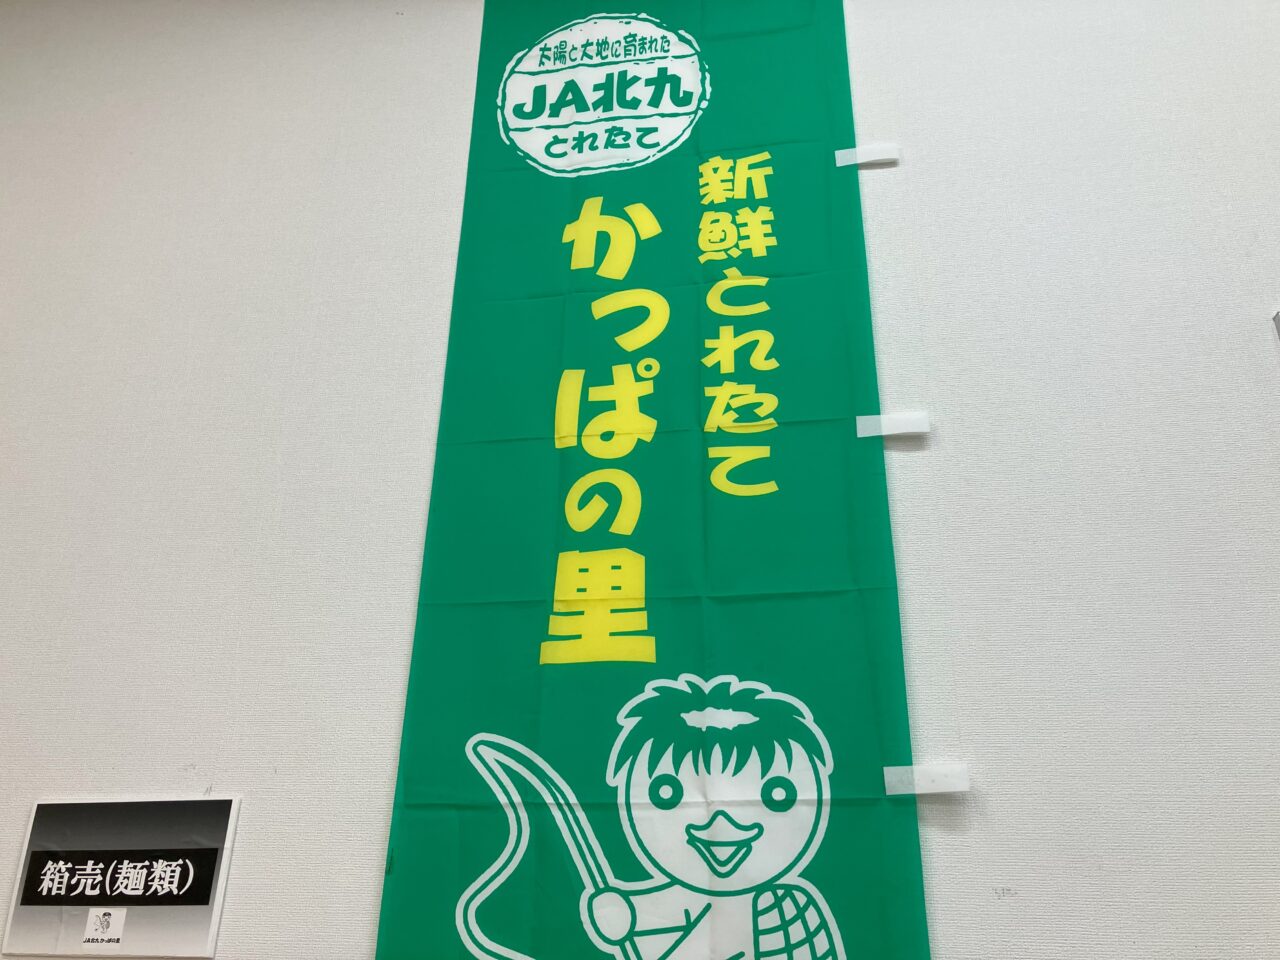 太陽と大地に育まれた
JA北九
とれたて
新鮮とれたて
かっぱの里
箱売(麺類)
JA北九 かっぱの里